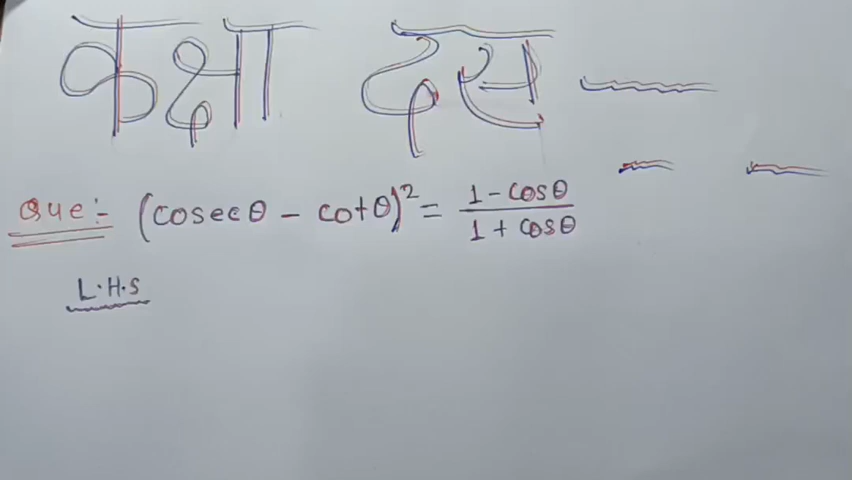 कक्षा दस
Que:- (cosecθ - cotθ)² = (1 - cosθ)/(1 + cosθ)
L.H.S